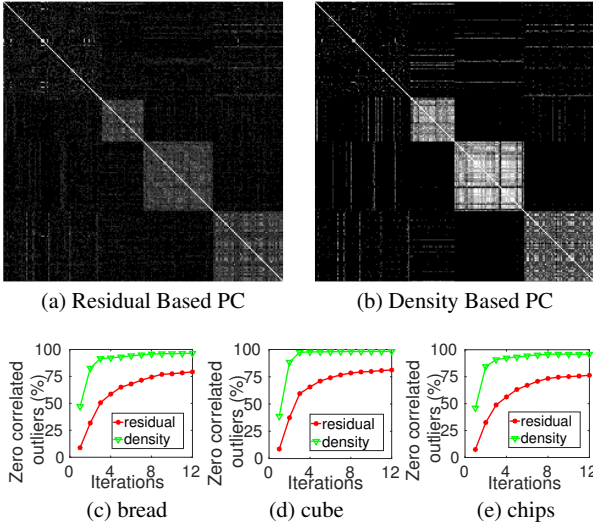 (a) Residual Based PC
(b) Density Based PC
Zero correlated
outliers (%)
100
75
50
25
0
0
4
8
12
Iterations
residual
density
(c) bread
Zero correlated
outliers (%)
100
75
50
25
0
0
4
8
12
Iterations
residual
density
(d) cube
Zero correlated
outliers (%)
100
75
50
25
0
0
4
8
12
Iterations
residual
density
(e) chips